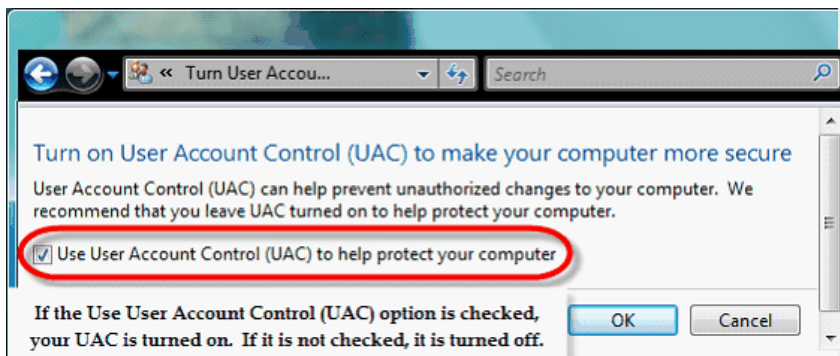 « Turn User Accou...
Search
Turn on User Account Control (UAC) to make your computer more secure
User Account Control (UAC) can help prevent unauthorized changes to your computer. We
recommend that you leave UAC turned on to help protect your computer.
Use User Account Control (UAC) to help protect your computer
If the Use User Account Control (UAC) option is checked,
your UAC is turned on. If it is not checked, it is turned off.
OK
Cancel